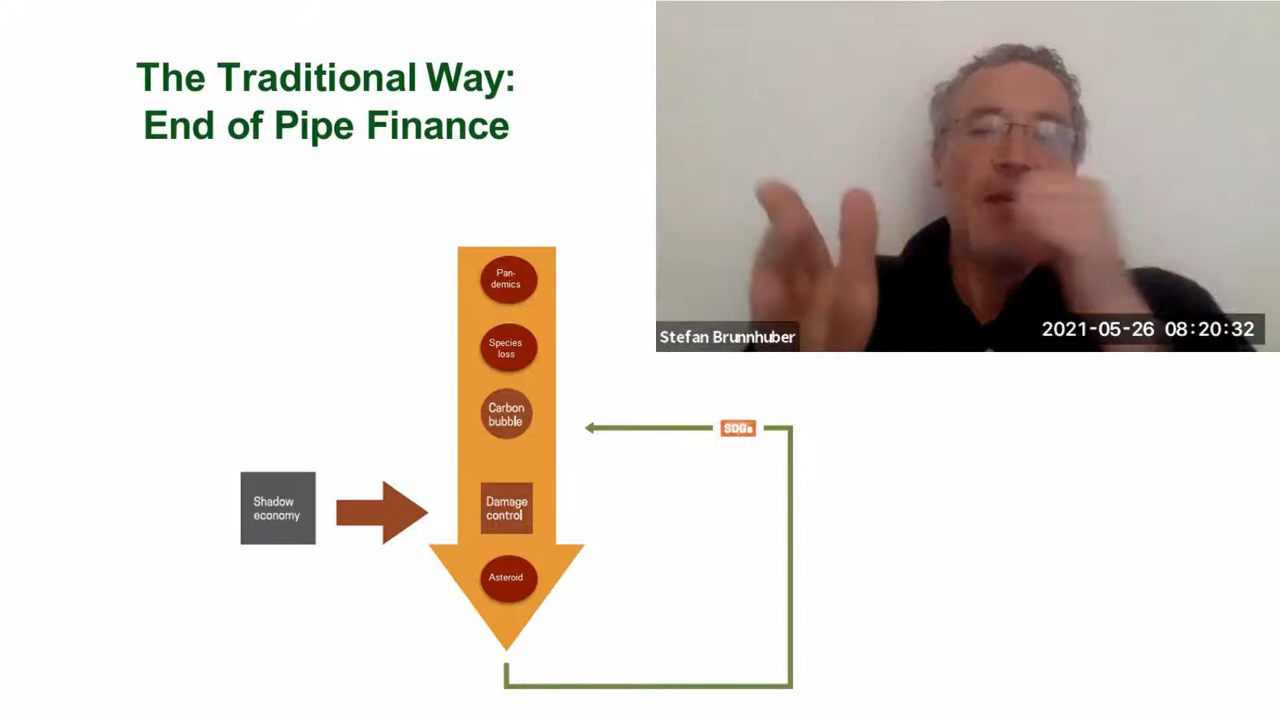 The Traditional Way:
End of Pipe Finance
Pan-
demics
Species
loss
Carbon
bubble
Shadow
economy
Damage
control
Asteroid
SDGs
Stefan Brunnhuber
2021-05-26 08:20:32